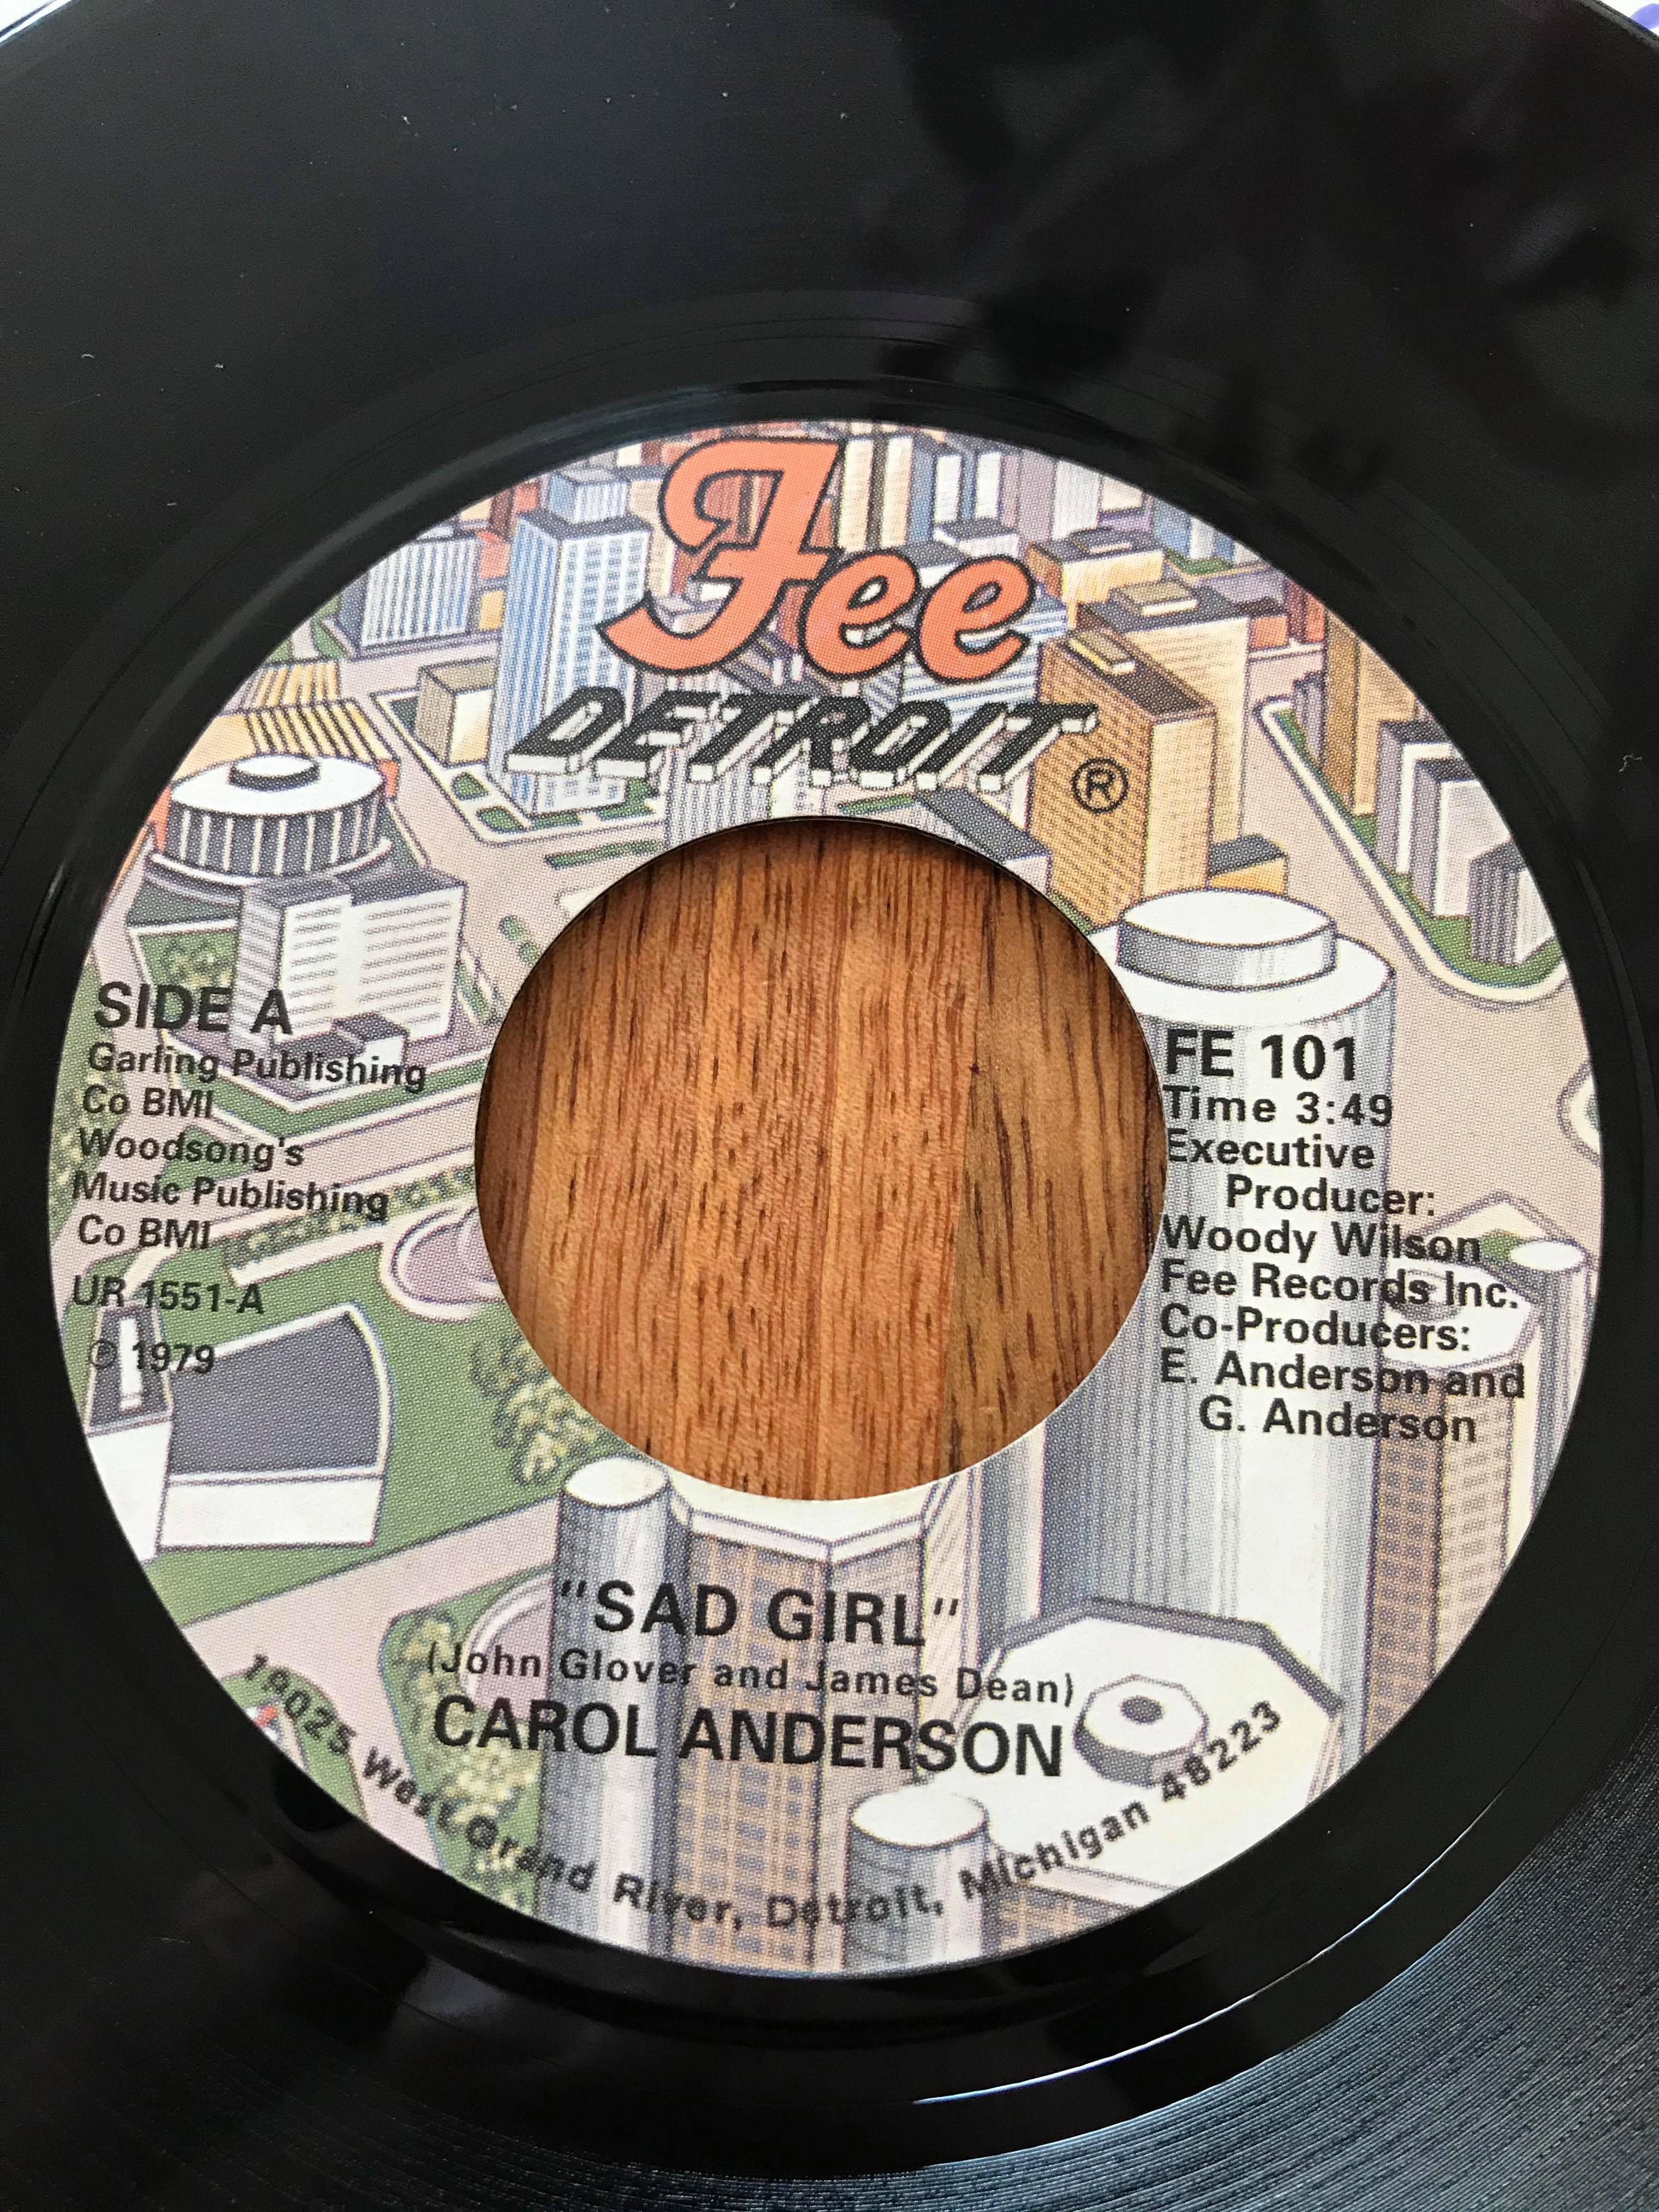 Fee
DETROIT
®
SIDE A
Garling Publishing
Co BMI
Woodsong's
Music Publishing
Co BMI
UR 1551-A
℗ 1979
FE 101
Time 3:49
Executive
Producer:
Woody Wilson
Fee Records Inc.
Co-Producers:
E. Anderson and
G. Anderson
"SAD GIRL"
(John Glover and James Dean)
CAROL ANDERSON
19025 West Grand River, Detroit, Michigan 48223